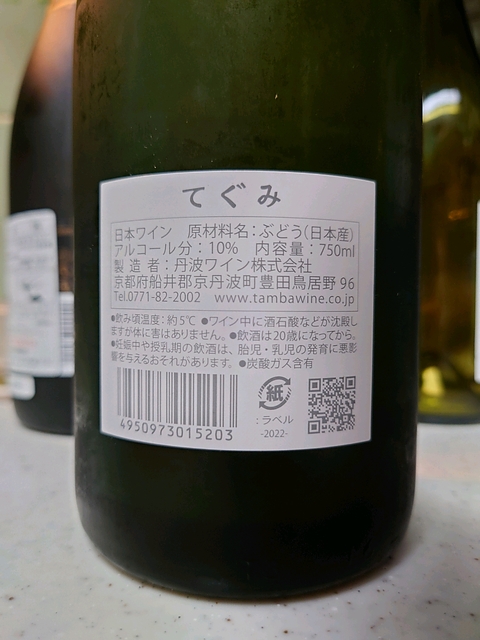 てぐみ
日本ワイン 原材料名：ぶどう（日本産）
アルコール分：10% 内容量：750ml
製造者：丹波ワイン株式会社
京都府船井郡京丹波町豊田鳥居野 96
Tel.0771-82-2002 www.tambawine.co.jp
●飲み頃温度：約5℃ ●ワイン中に酒石酸などが沈殿し
ますが体に害はありません。●飲酒は20歳になってから。
●妊娠中や授乳期の飲酒は、胎児・乳児の発育に悪影
響を与えるおそれがあります。●炭酸ガス含有
紙
：ラベル
-2022-
4950973015203